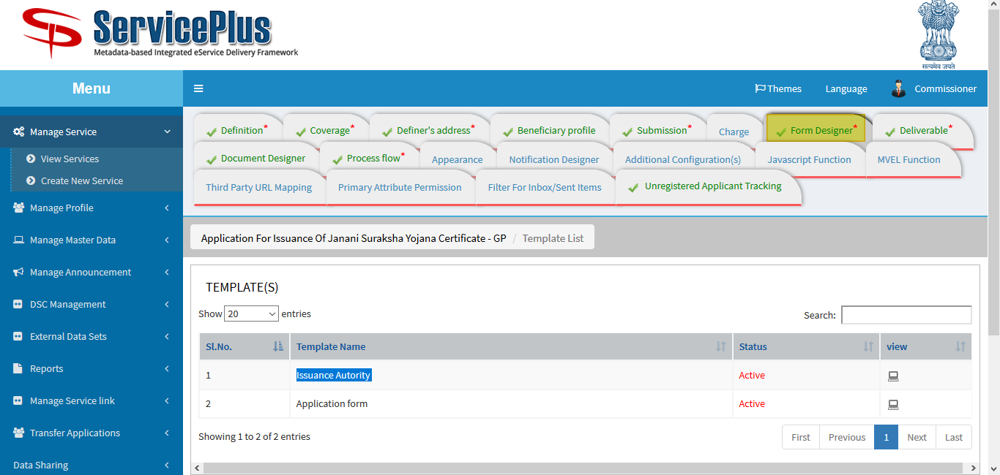 ServicePlus
Metadata-based Integrated eService Delivery Framework
सत्यमेव जयते
Menu
Themes Language Commissioner
Manage Service
View Services
Create New Service
Manage Profile
Manage Master Data
Manage Announcement
DSC Management
External Data Sets
Reports
Manage Service link
Transfer Applications
Data Sharing
Definition* Coverage* Definer's address* Beneficiary profile Submission* Charge Form Designer* Deliverable*
Document Designer Process flow* Appearance Notification Designer Additional Configuration(s) Javascript Function MVEL Function
Third Party URL Mapping Primary Attribute Permission Filter For Inbox/Sent Items Unregistered Applicant Tracking
Application For Issuance Of Janani Suraksha Yojana Certificate - GP / Template List
TEMPLATE(S)
Show 20 entries Search:
Sl.No. Template Name Status view
1 Issuance Autority Active
2 Application form Active
Showing 1 to 2 of 2 entries First Previous 1 Next Last